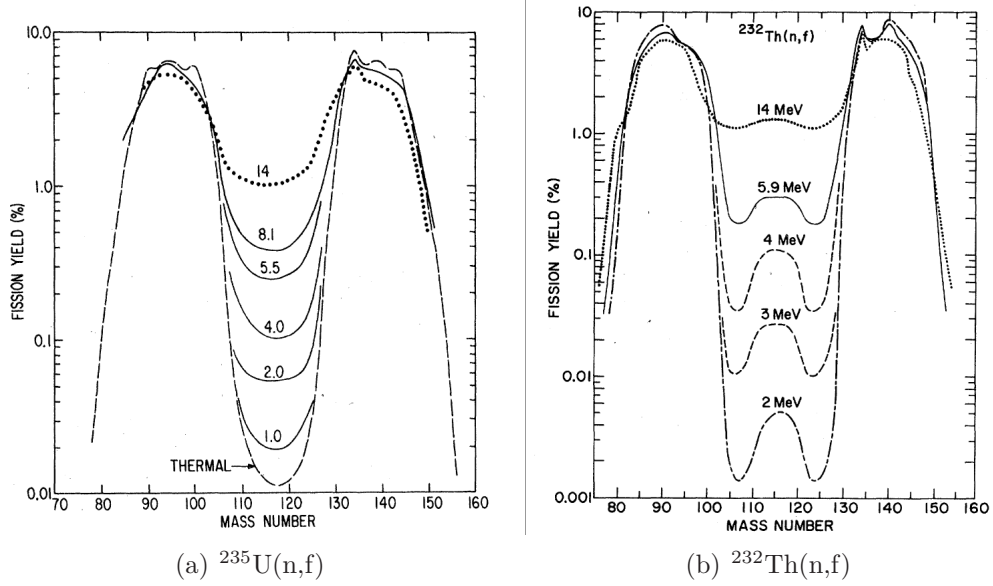 FISSION YIELD (%)
10.0
1.0
0.1
0.01
14
8.1
5.5
4.0
2.0
1.0
THERMAL
70 80 90 100 110 120 130 140 150 160
MASS NUMBER
(a) ²³⁵U(n,f)
FISSION YIELD (%)
10
1.0
0.1
0.01
0.001
²³²Th(n,f)
14 MeV
5.9 MeV
4 MeV
3 MeV
2 MeV
80 90 100 110 120 130 140 150 160
MASS NUMBER
(b) ²³²Th(n,f)